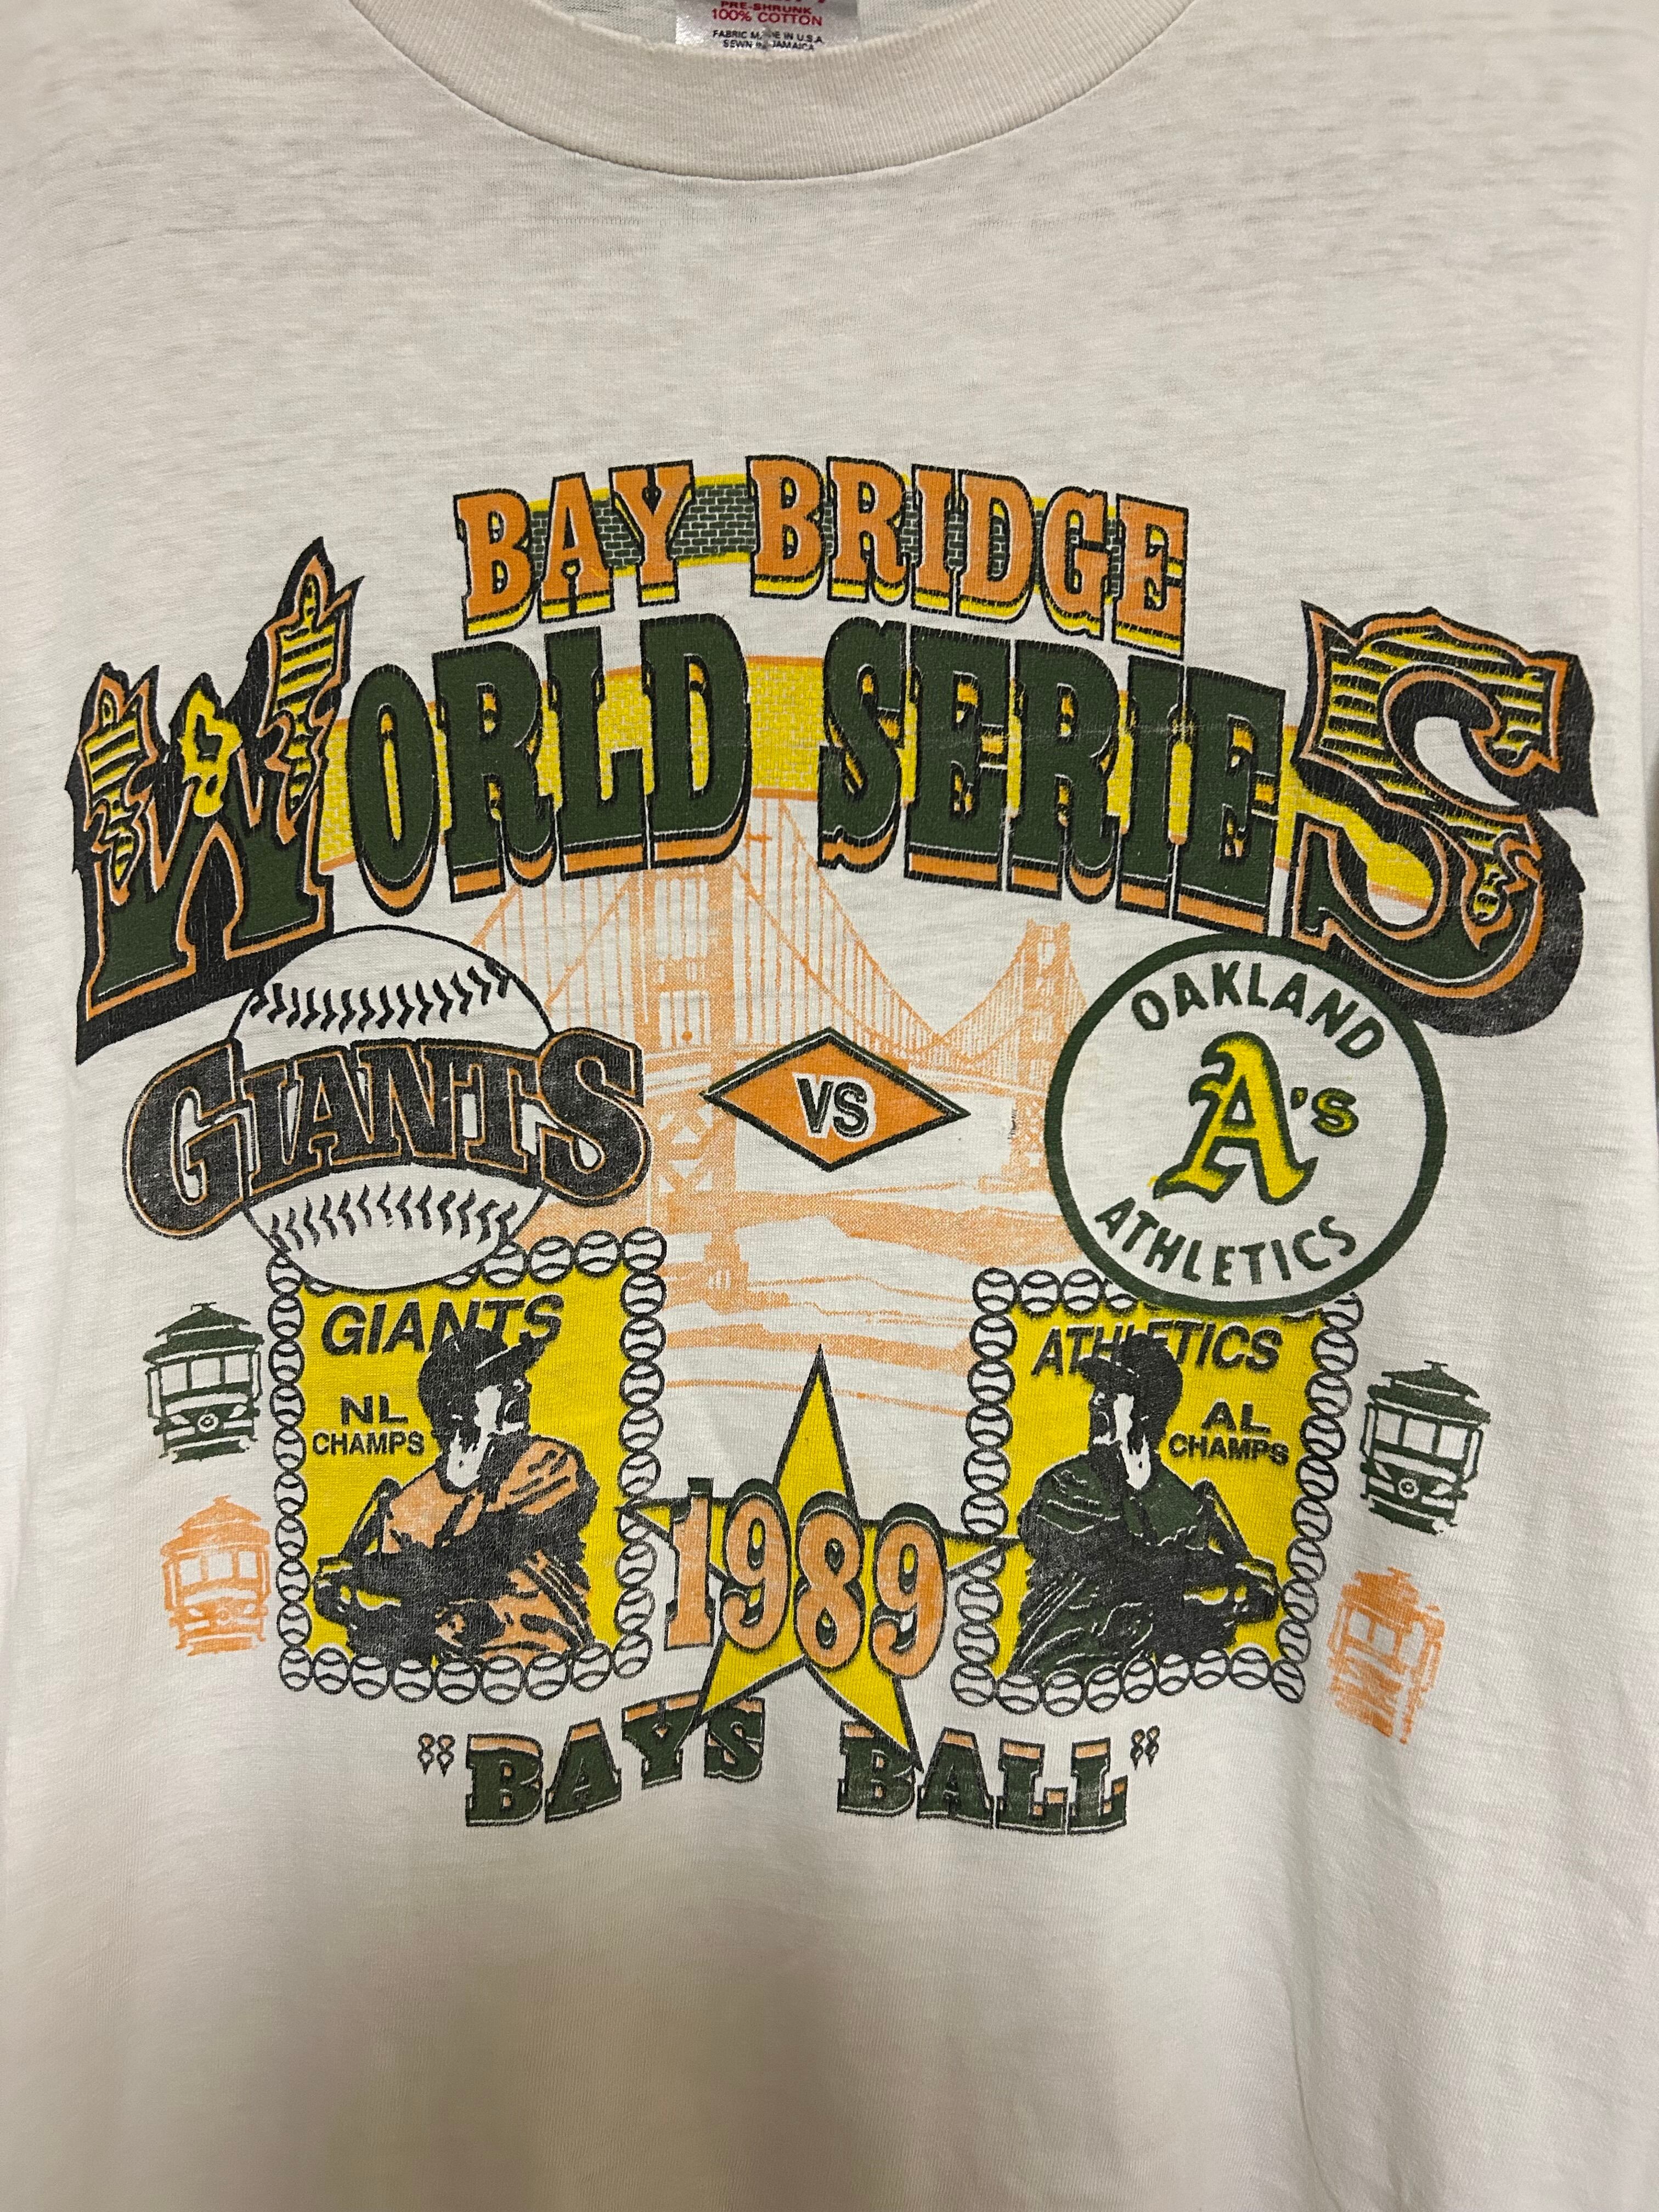 PRE-SHRUNK
100% COTTON
FABRIC MADE IN U.S.A.
SEWN IN JAMAICA
BAY BRIDGE
WORLD SERIES
GIANTS
VS
OAKLAND
A's
ATHLETICS
GIANTS
NL
CHAMPS
ATHLETICS
AL
CHAMPS
1989
"BAYS BALL"